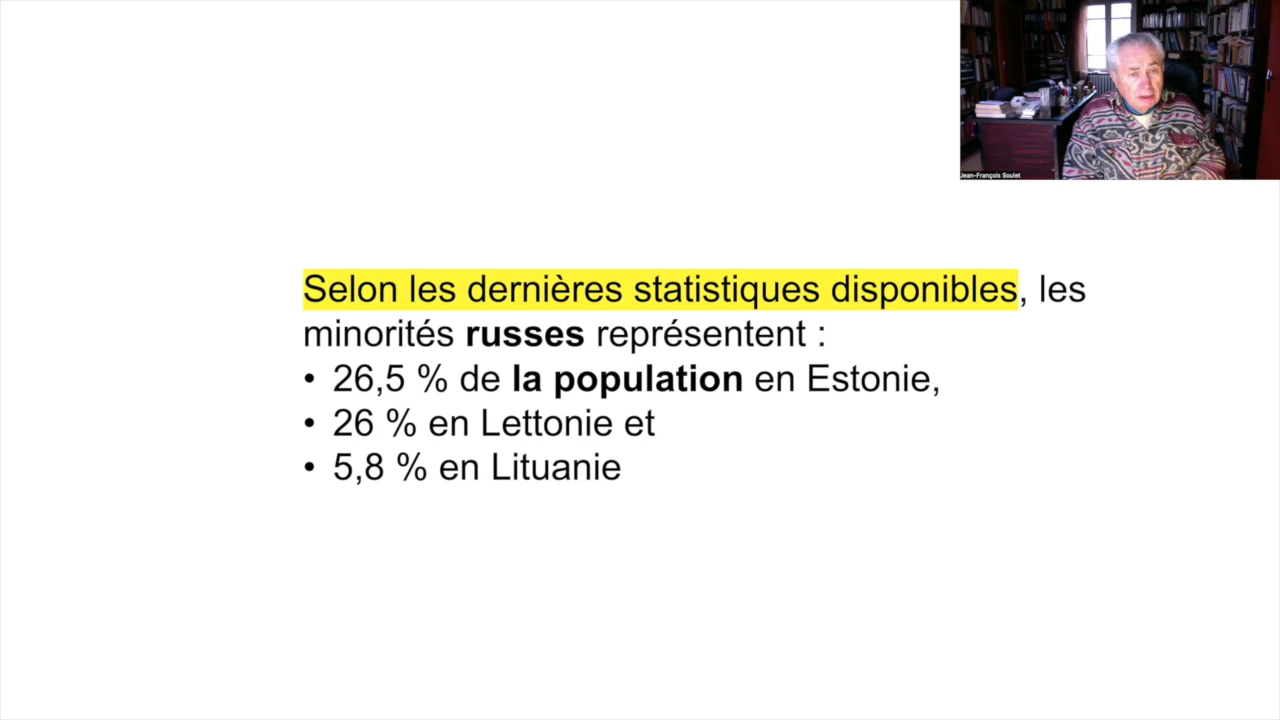 Jean-François Soulet
Selon les dernières statistiques disponibles, les
minorités russes représentent :
• 26,5 % de la population en Estonie,
• 26 % en Lettonie et
• 5,8 % en Lituanie